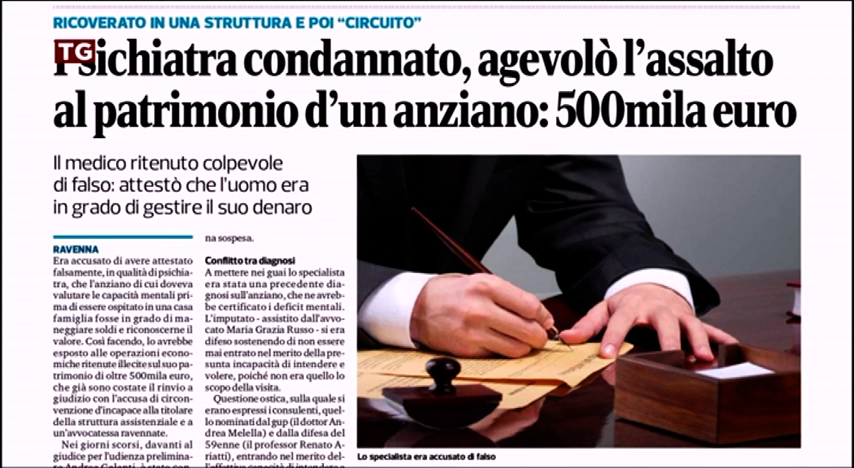 RICOVERATO IN UNA STRUTTURA E POI “CIRCUITO”
TG
Psichiatra condannato, agevolò l’assalto
al patrimonio d’un anziano: 500mila euro
Il medico ritenuto colpevole
di falso: attestò che l’uomo era
in grado di gestire il suo denaro
RAVENNA
Era accusato di avere attestato
falsamente, in qualità di psichia-
tra, che l’anziano di cui doveva
valutare le capacità mentali pri-
ma di essere ospitato in una casa
famiglia fosse in grado di ma-
neggiare soldi e riconoscerne il
valore. Così facendo, lo avrebbe
esposto alle operazioni econo-
miche ritenute illecite sul suo pa-
trimonio di oltre 500mila euro,
che già sono costate il rinvio a
giudizio con l’accusa di circon-
venzione d’incapace alla titolare
della struttura assistenziale e a
un’avvocatessa ravennate.
Nei giorni scorsi, davanti al
giudice per l’udienza prelimina-
re Andrea Galanti, è stato con-
na sospesa.
Conflitto tra diagnosi
A mettere nei guai lo specialista
era stata una precedente dia-
gnosi sull’anziano, che ne avreb-
be certificato i deficit mentali.
L’imputato - assistito dall’avvo-
cato Maria Grazia Russo - si era
difeso sostenendo di non essere
mai entrato nel merito della pre-
sunta incapacità di intendere e
volere, poiché non era quello lo
scopo della visita.
Questione ostica, sulla quale si
erano espressi i consulenti, quel-
lo nominati dal gup (il dottor An-
drea Melella) e dalla difesa del
59enne (il professor Renato A-
riatti), entrando nel merito del-
l’effettiva capacità di intendere e
Lo specialista era accusato di falso